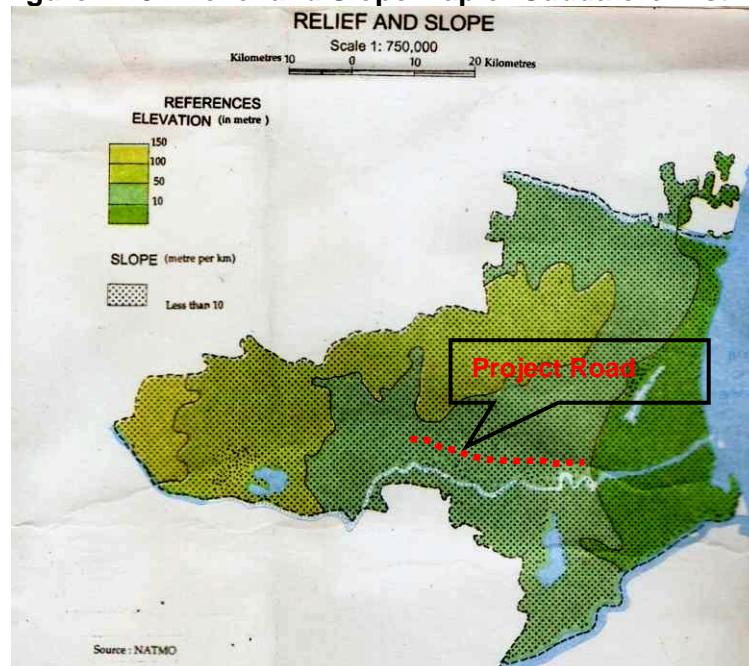 RELIEF AND SLOPE
Scale 1: 750,000
Kilometres 10 0 10 20 Kilometres
REFERENCES
ELEVATION (in metre)
150
100
50
10
SLOPE (metre per km)
Less than 10
Project Road
Source : NATMO